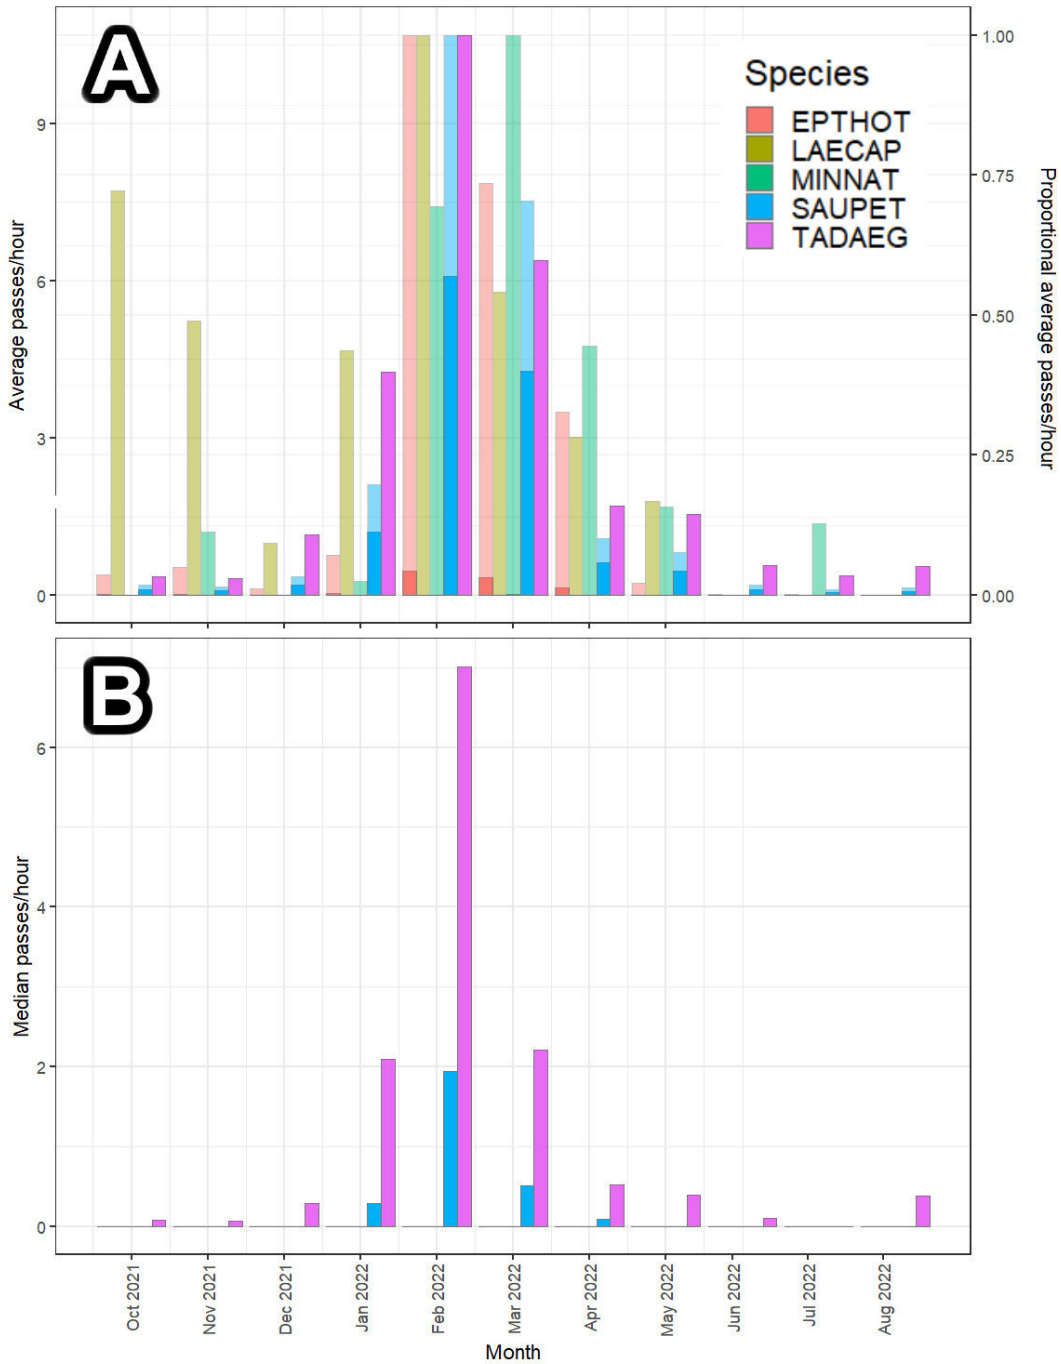 A
Species
EPTHOT
LAECAP
MINNAT
SAUPET
TADAEG
Average passes/hour
9
6
3
0
Proportional average passes/hour
1.00
0.75
0.50
0.25
0.00
B
Median passes/hour
6
4
2
0
Oct 2021
Nov 2021
Dec 2021
Jan 2022
Feb 2022
Mar 2022
Apr 2022
May 2022
Jun 2022
Jul 2022
Aug 2022
Month